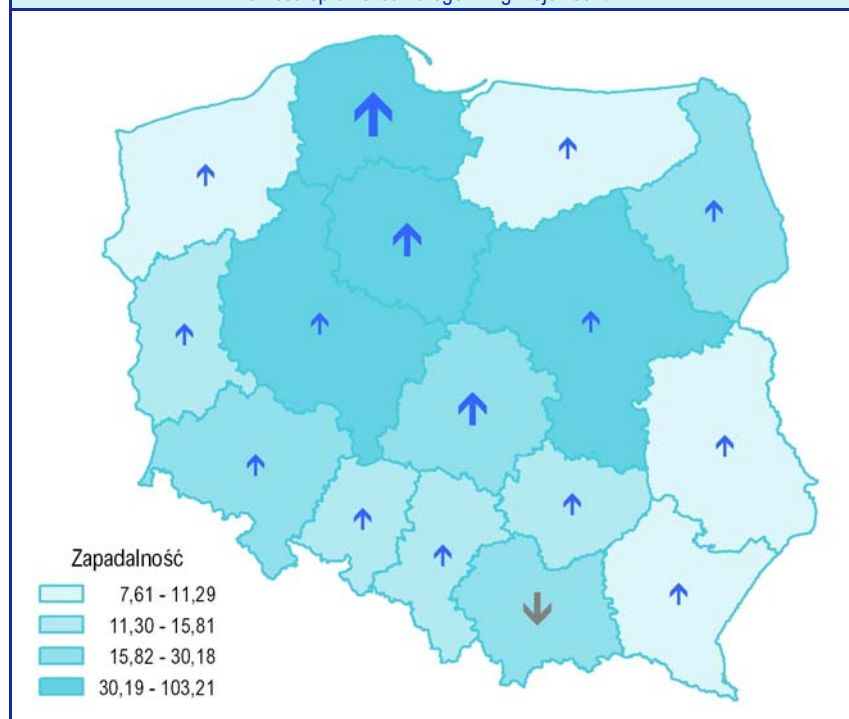 Zapadalność
7,61 - 11,29
11,30 - 15,81
15,82 - 30,18
30,19 - 103,21